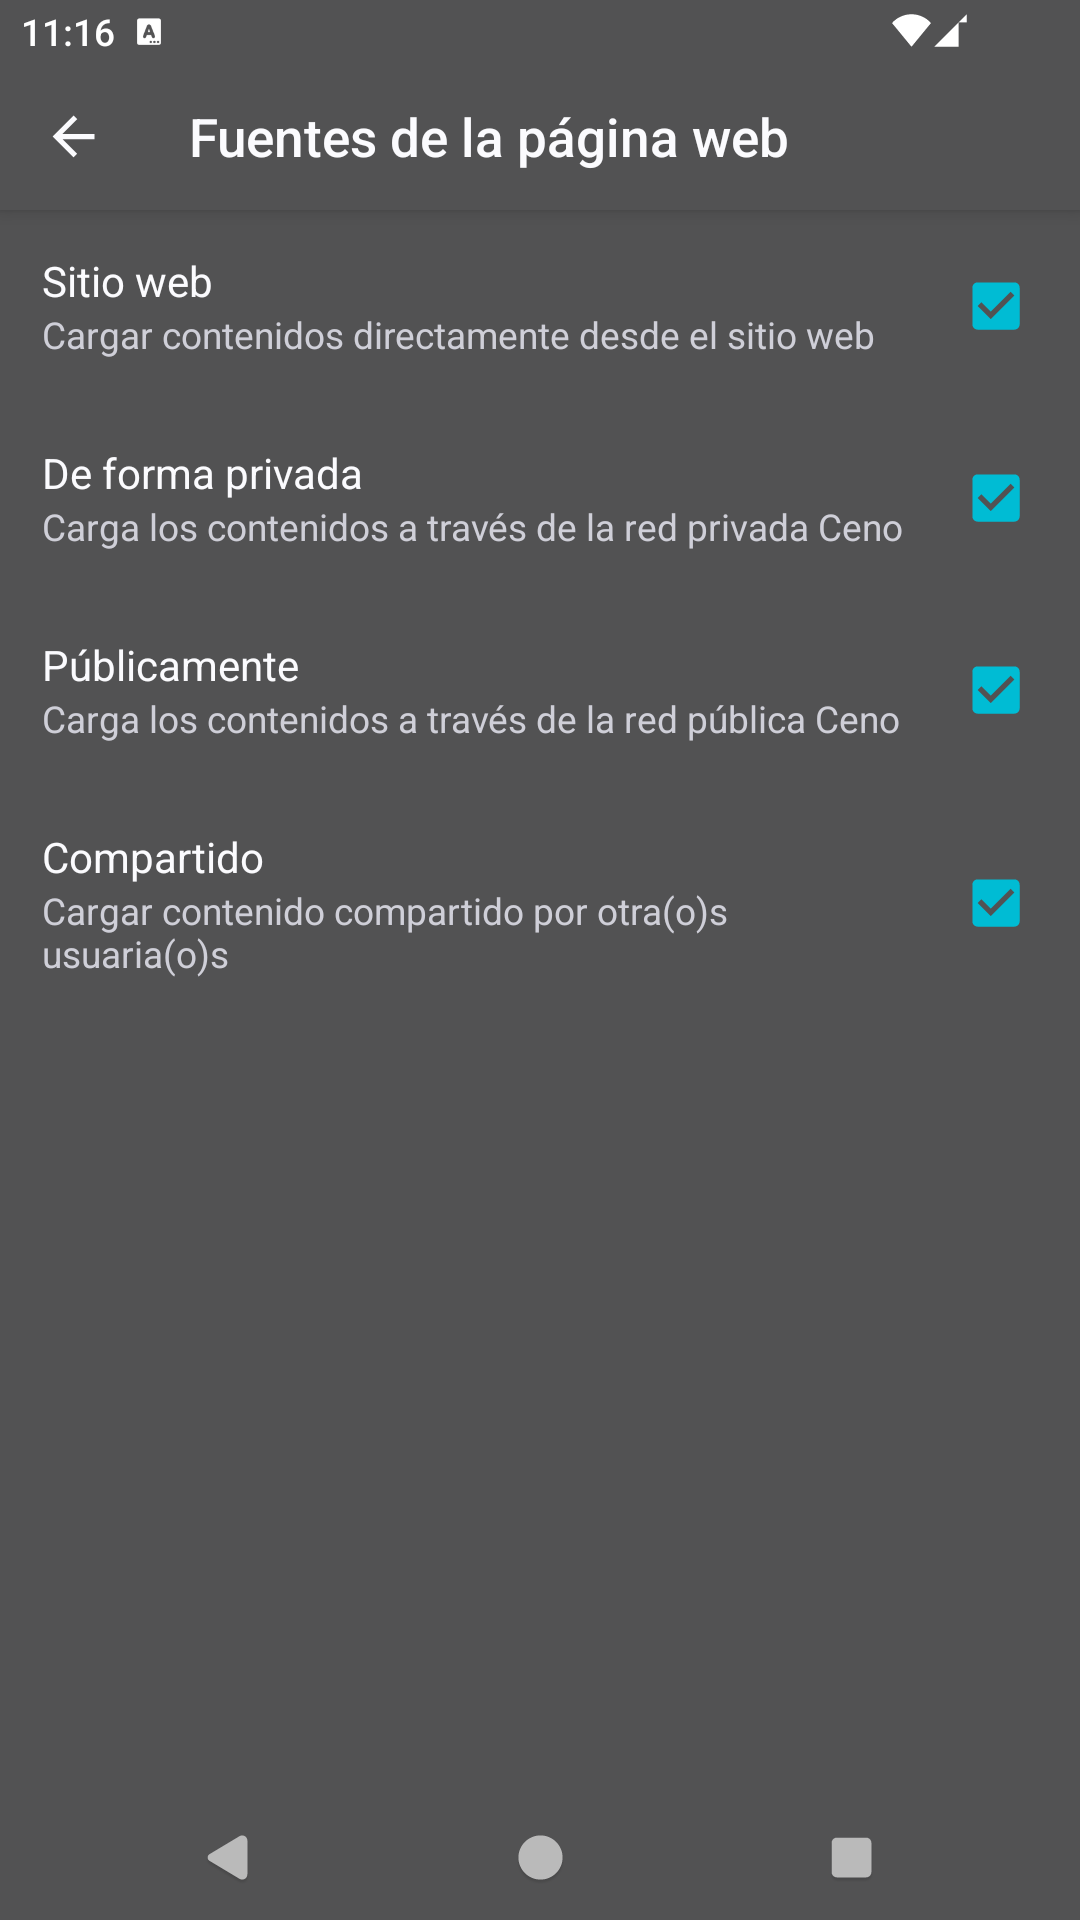 11:16
Fuentes de la página web
Sitio web
Cargar contenidos directamente desde el sitio web
De forma privada
Carga los contenidos a través de la red privada Ceno
Públicamente
Carga los contenidos a través de la red pública Ceno
Compartido
Cargar contenido compartido por otra(o)s
usuaria(o)s